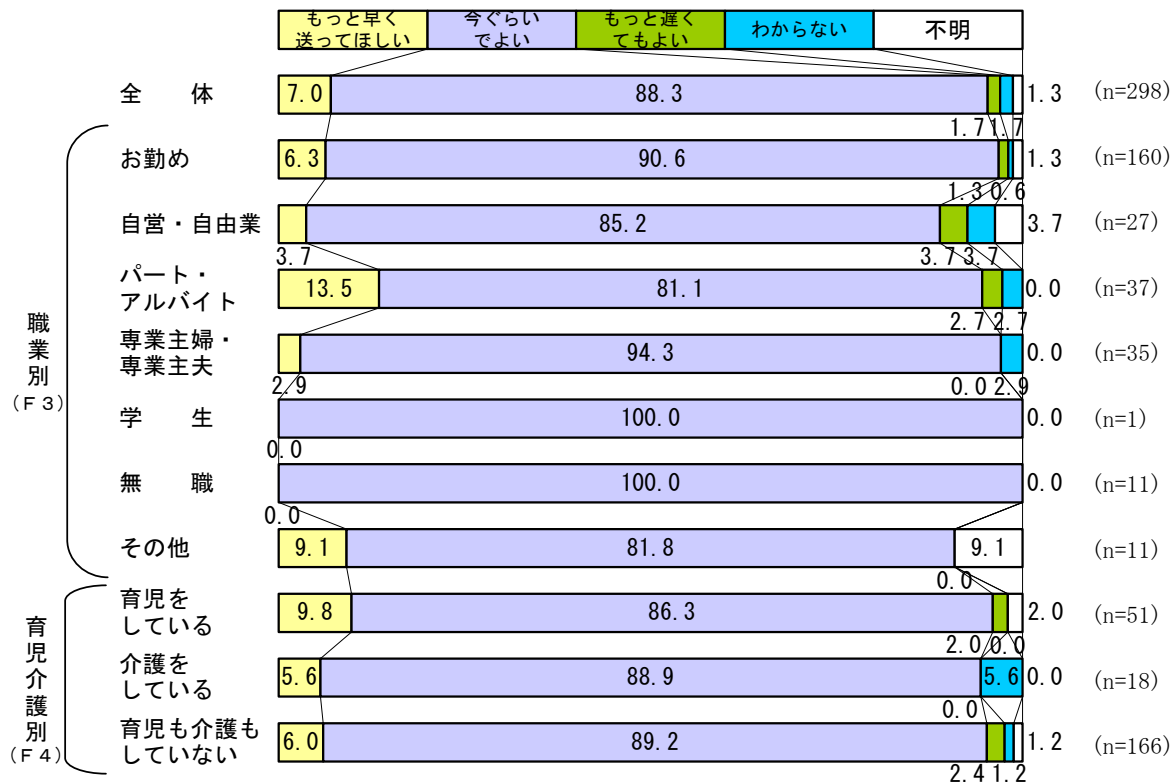 もっと早く
送ってほしい
今ぐらい
でよい
もっと遅く
てもよい
わからない
不明
全 体
7.0
88.3
1.3
(n=298)
1.7
1.7
お勤め
6.3
90.6
1.3
(n=160)
1.3
0.6
自営・自由業
85.2
3.7
(n=27)
3.7
3.7
3.7
パート・
アルバイト
13.5
81.1
0.0
(n=37)
2.7
2.7
専業主婦・
専業主夫
94.3
0.0
(n=35)
2.9
0.0
2.9
学 生
100.0
0.0
(n=1)
0.0
無 職
100.0
0.0
(n=11)
0.0
その他
9.1
81.8
9.1
(n=11)
0.0
職業別
(F3)
育児を
している
9.8
86.3
2.0
(n=51)
2.0
0.0
介護を
している
5.6
88.9
5.6
0.0
(n=18)
0.0
育児も介護も
していない
6.0
89.2
1.2
(n=166)
2.4
1.2
育児介護別
(F4)